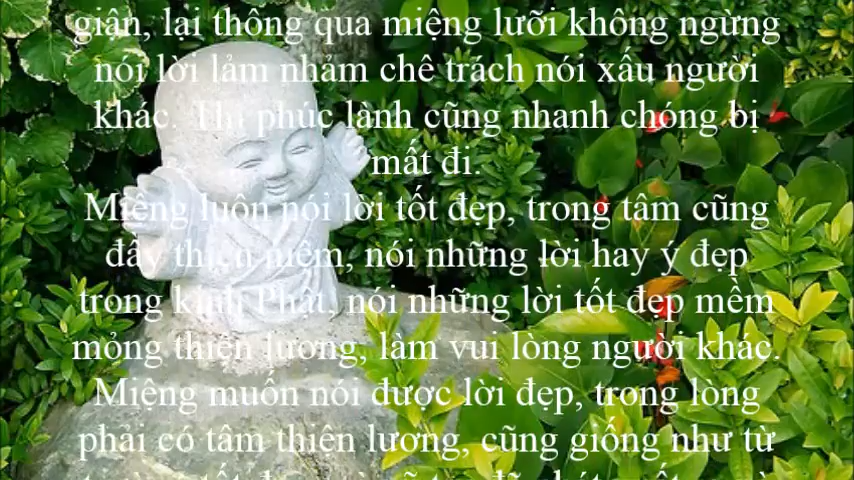 giận, lại thông qua miệng lưỡi không ngừng
nói lời lảm nhảm chê trách nói xấu người
khác. Thì phúc lành cũng nhanh chóng bị
mất đi.
Miệng luôn nói lời tốt đẹp, trong tâm cũng
đầy thiện niệm, nói những lời hay ý đẹp
trong kinh Phật, nói những lời tốt đẹp mềm
mỏng thiện lương, làm vui lòng người khác.
Miệng muốn nói được lời đẹp, trong lòng
phải có tâm thiện lương, cũng giống như từ